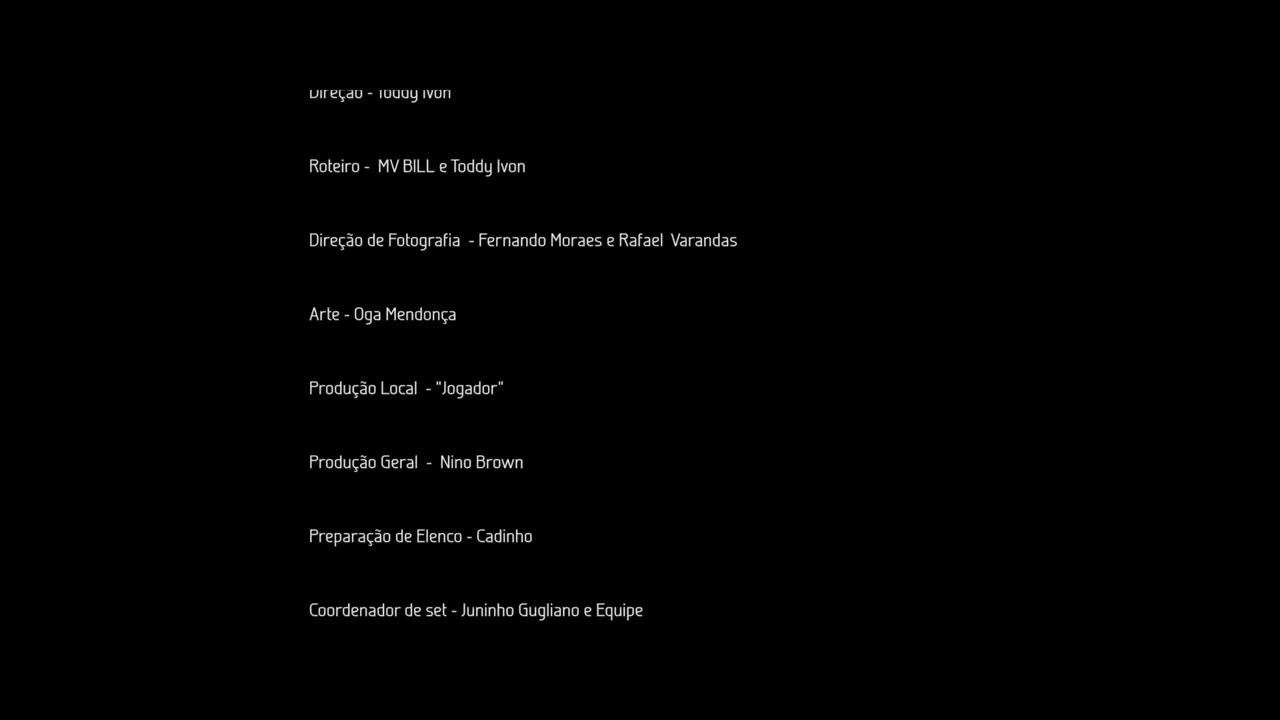 Direção - Toddy Ivon
Roteiro - MV BILL e Toddy Ivon
Direção de Fotografia - Fernando Moraes e Rafael Varandas
Arte - Oga Mendonça
Produção Local - "Jogador"
Produção Geral - Nino Brown
Preparação de Elenco - Cadinho
Coordenador de set - Juninho Gugliano e Equipe